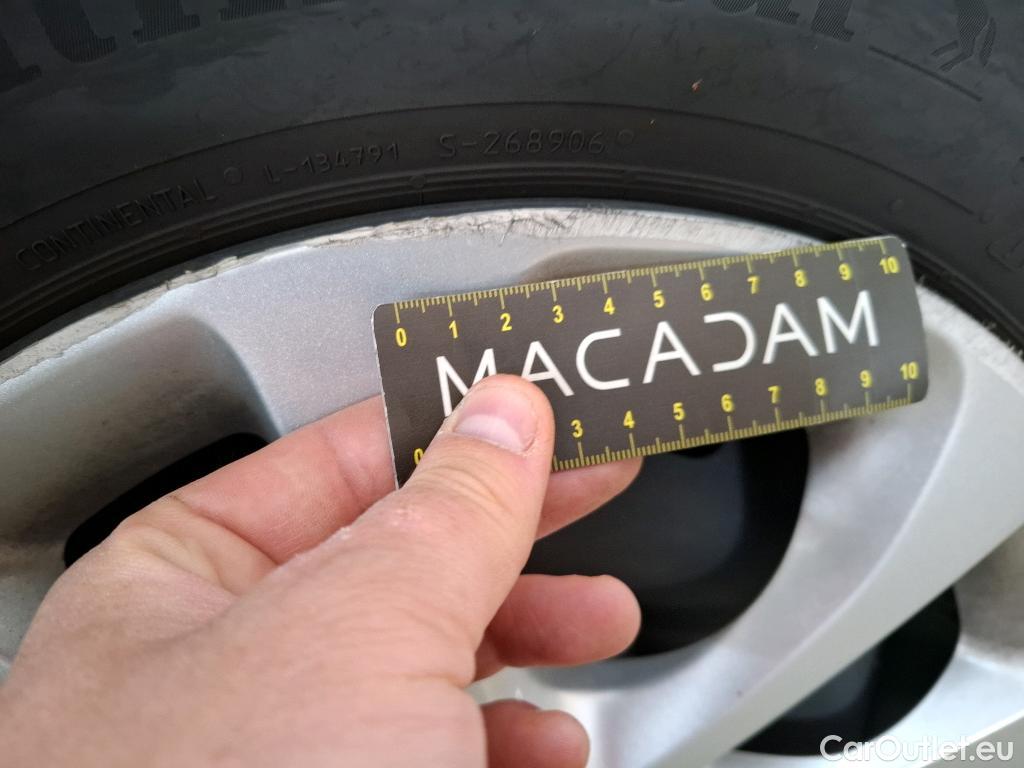 CONTINENTAL L-134791 S-268906
0 1 2 3 4 5 6 7 8 9 10
MACADAM
0 3 4 5 6 7 8 9 10
CarOutlet.eu